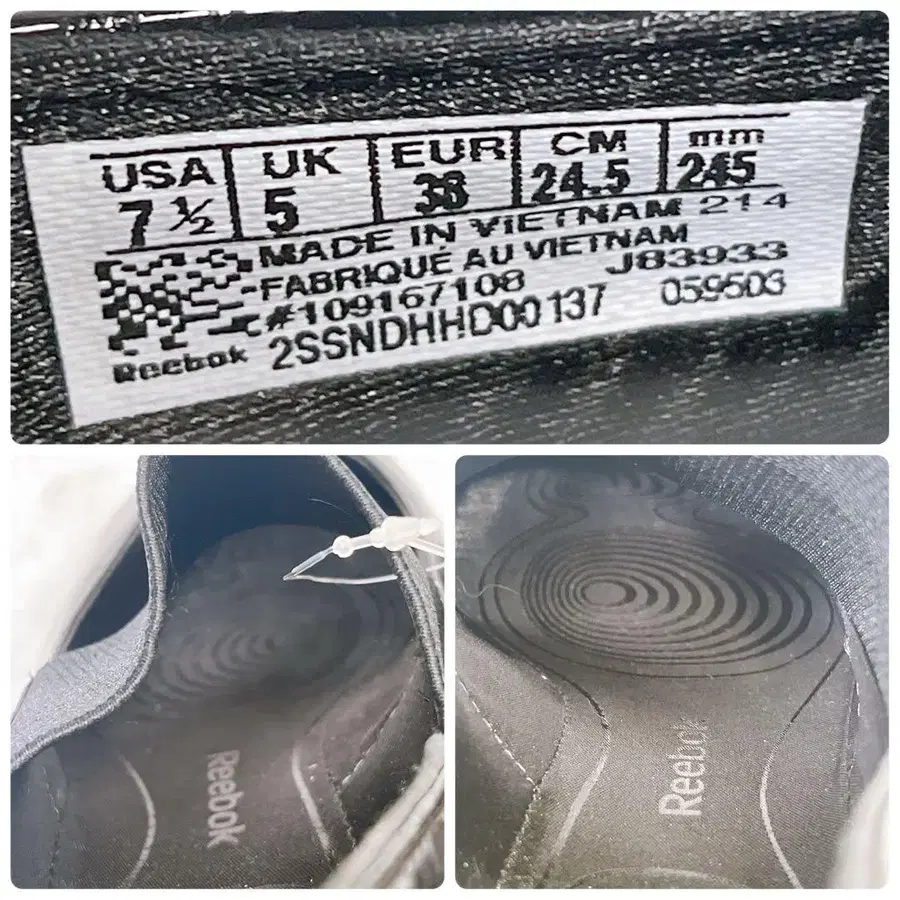 USA UK EUR CM mm
7 ½ 5 38 24.5 245
MADE IN VIETNAM 214
FABRIQUÉ AU VIETNAM
#109167108 J83933
2SSNDHHD00137 059503
Reebok
Reebok
Reebok